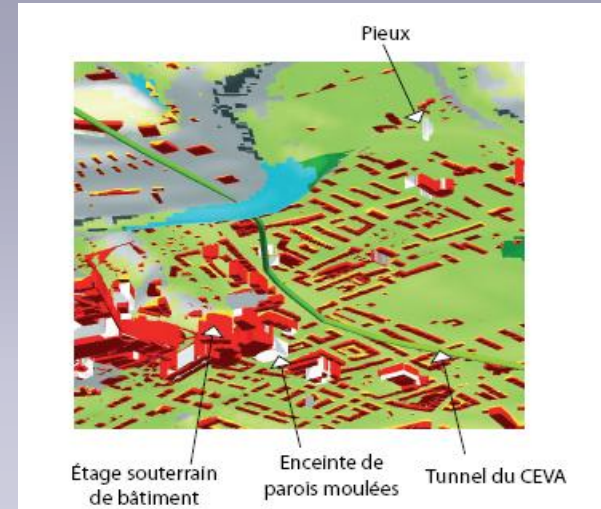 Pieux
Étage souterrain
de bâtiment
Enceinte de
parois moulées
Tunnel du CEVA